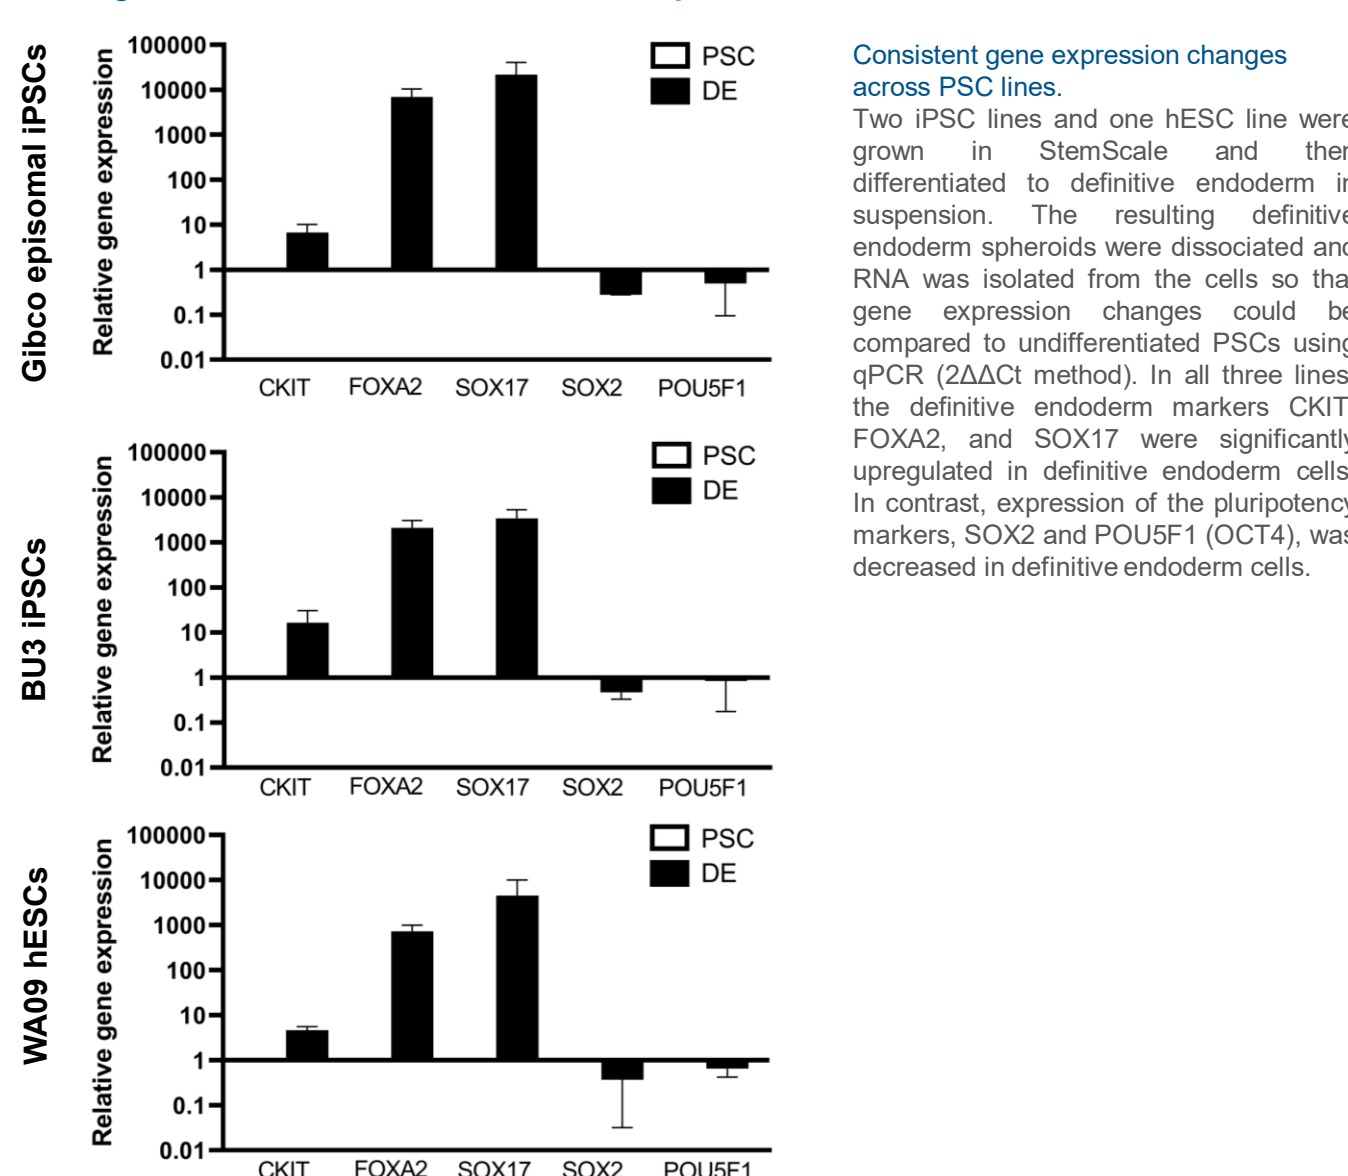 Gibco episomal iPSCs
Relative gene expression
100000
10000
1000
100
10
1
0.1
0.01
PSC
DE
CKIT FOXA2 SOX17 SOX2 POU5F1
BU3 iPSCs
Relative gene expression
100000
10000
1000
100
10
1
0.1
0.01
PSC
DE
CKIT FOXA2 SOX17 SOX2 POU5F1
WA09 hESCs
Relative gene expression
100000
10000
1000
100
10
1
0.1
0.01
PSC
DE
CKIT FOXA2 SOX17 SOX2 POU5F1
Consistent gene expression changes
across PSC lines.
Two iPSC lines and one hESC line were
grown in StemScale and then
differentiated to definitive endoderm in
suspension. The resulting definitive
endoderm spheroids were dissociated and
RNA was isolated from the cells so tha
gene expression changes could be
compared to undifferentiated PSCs using
qPCR (2ΔΔCt method). In all three lines
the definitive endoderm markers CKIT
FOXA2, and SOX17 were significantly
upregulated in definitive endoderm cells
In contrast, expression of the pluripotency
markers, SOX2 and POU5F1 (OCT4), was
decreased in definitive endoderm cells.